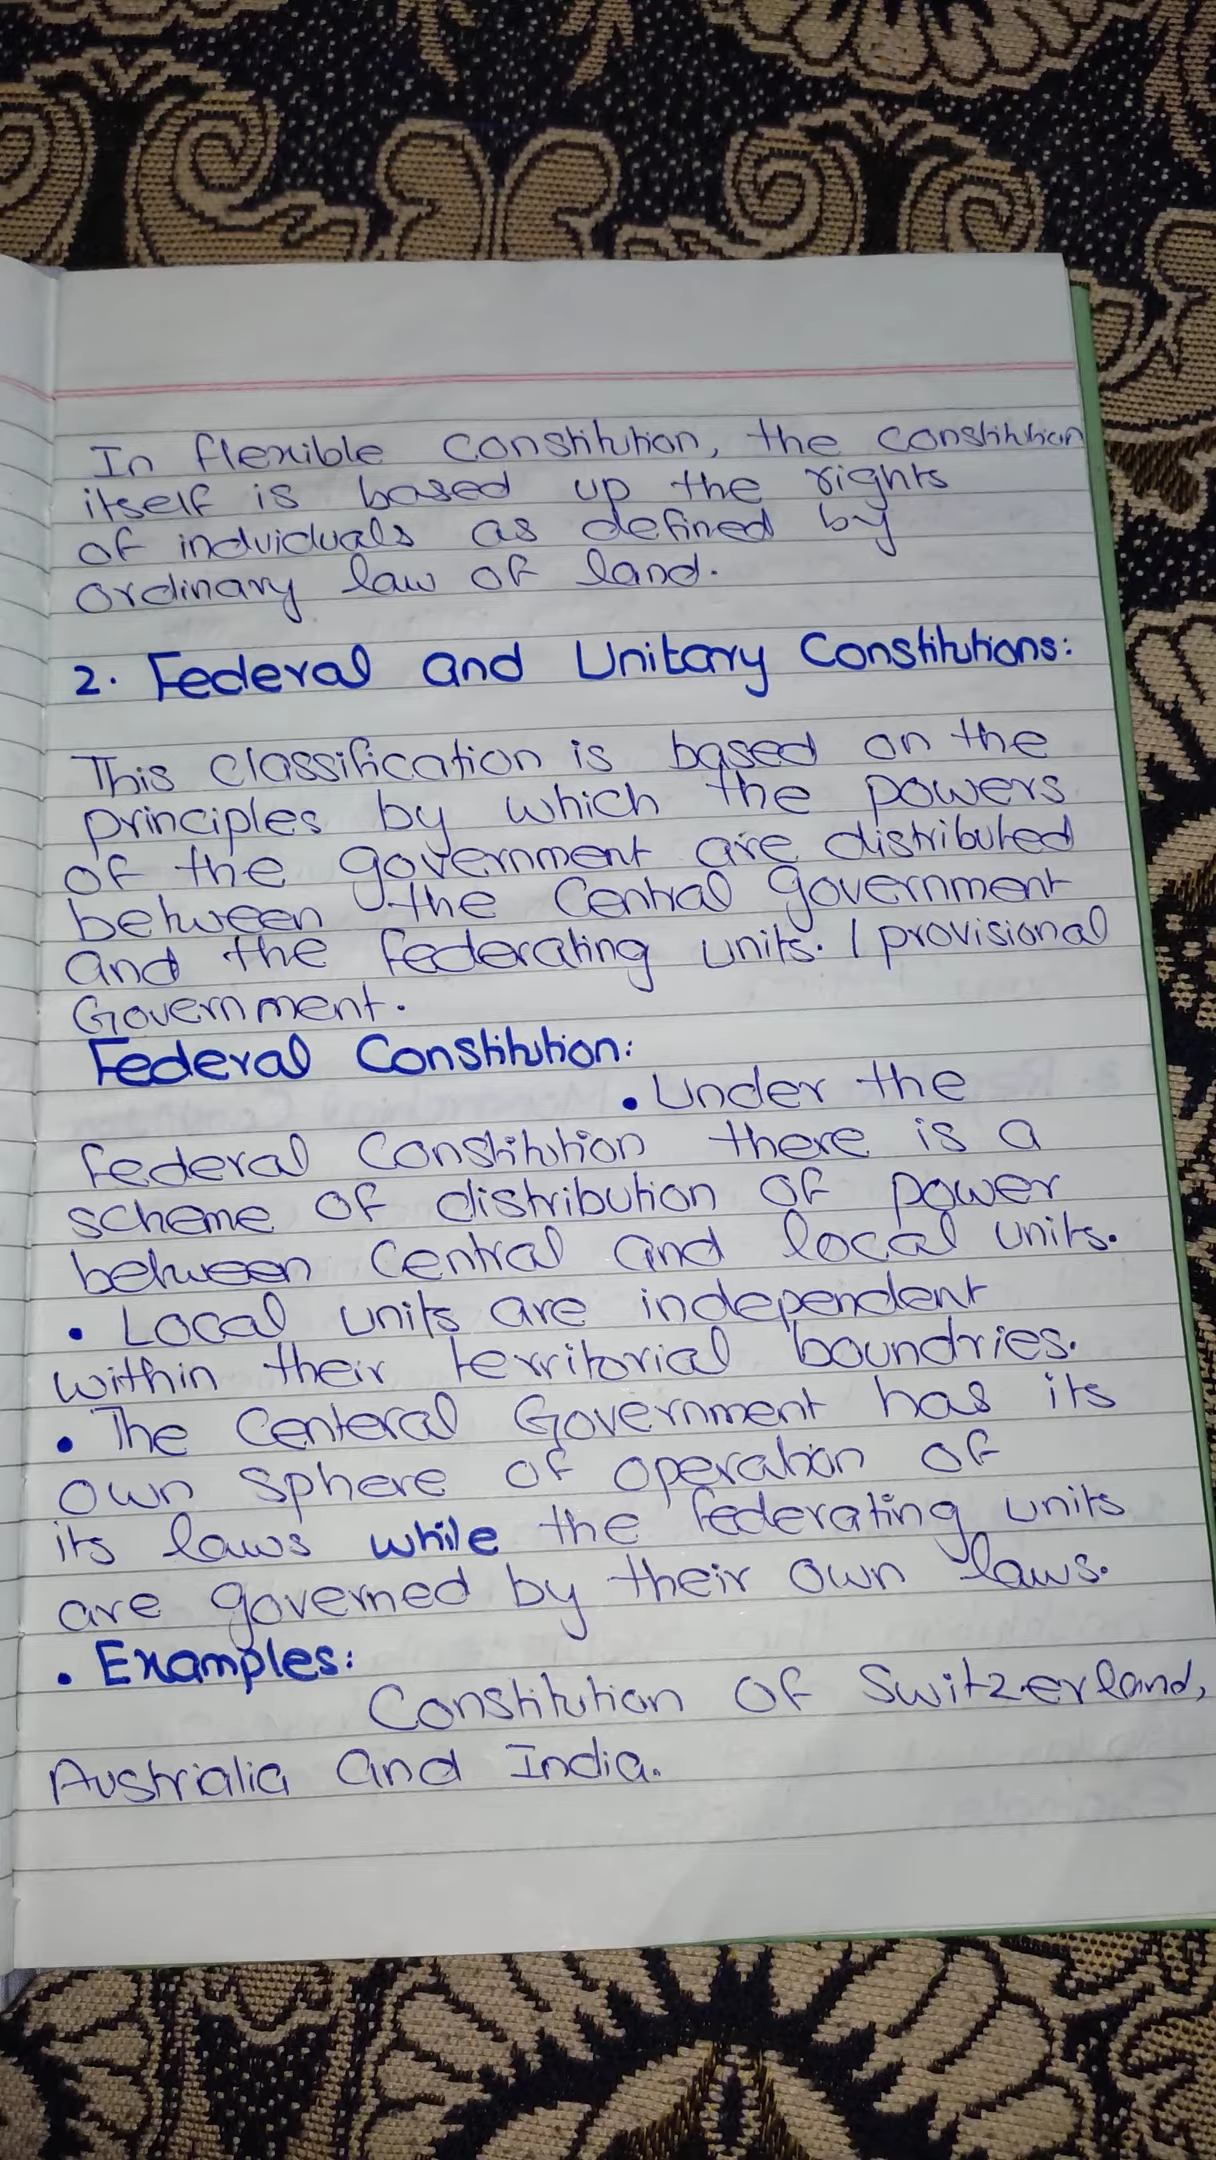 In flexible constitution, the constitution
itself is based up the rights
of indviduals as defined by
ordinary law of land.
2. Federal and Unitary Constitutions:
This classification is based on the
principles by which the powers
of the government are distributed
between the Central government
and the federating units. / provisional
Government.
Federal Constitution:
• Under the
federal Constitution there is a
scheme of distribution of power
between Central and local units.
• Local units are independent
within their territorial boundries.
• The Centeral Government has its
own sphere of operation of
its laws while the federating units
are governed by their own laws.
• Examples:
Constitution of Switzerland,
Austrialia and India.